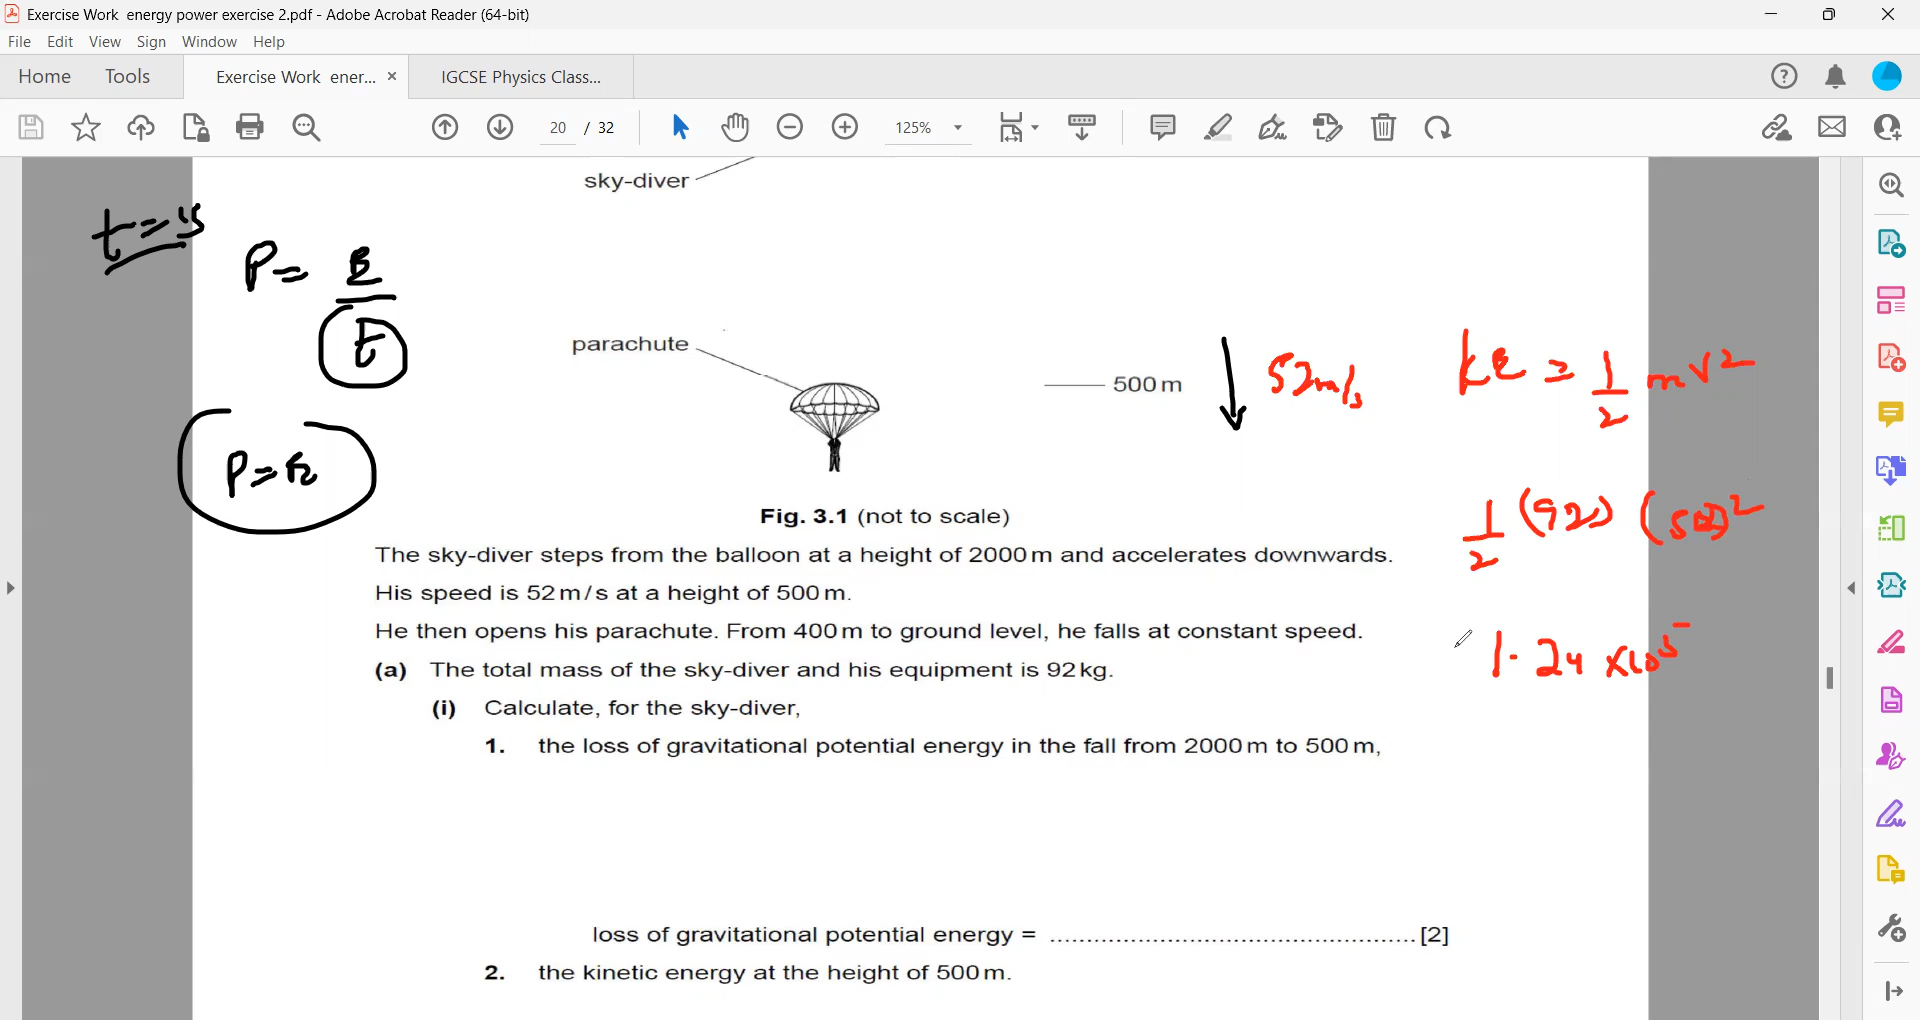 Exercise Work energy power exercise 2.pdf - Adobe Acrobat Reader (64-bit)
File Edit View Sign Window Help
Home Tools Exercise Work ener... × IGCSE Physics Class...
20 / 32 125%
sky-diver
P = E
t
parachute
500 m
52m/s
KE = 1/2 mv²
P = E
1/2 (92) (52)²
Fig. 3.1 (not to scale)
The sky-diver steps from the balloon at a height of 2000 m and accelerates downwards.
His speed is 52 m/s at a height of 500 m.
He then opens his parachute. From 400 m to ground level, he falls at constant speed.
1.24 ×10⁵
(a) The total mass of the sky-diver and his equipment is 92 kg.
(i) Calculate, for the sky-diver,
1. the loss of gravitational potential energy in the fall from 2000 m to 500 m,
loss of gravitational potential energy = ................................................. [2]
2. the kinetic energy at the height of 500 m.